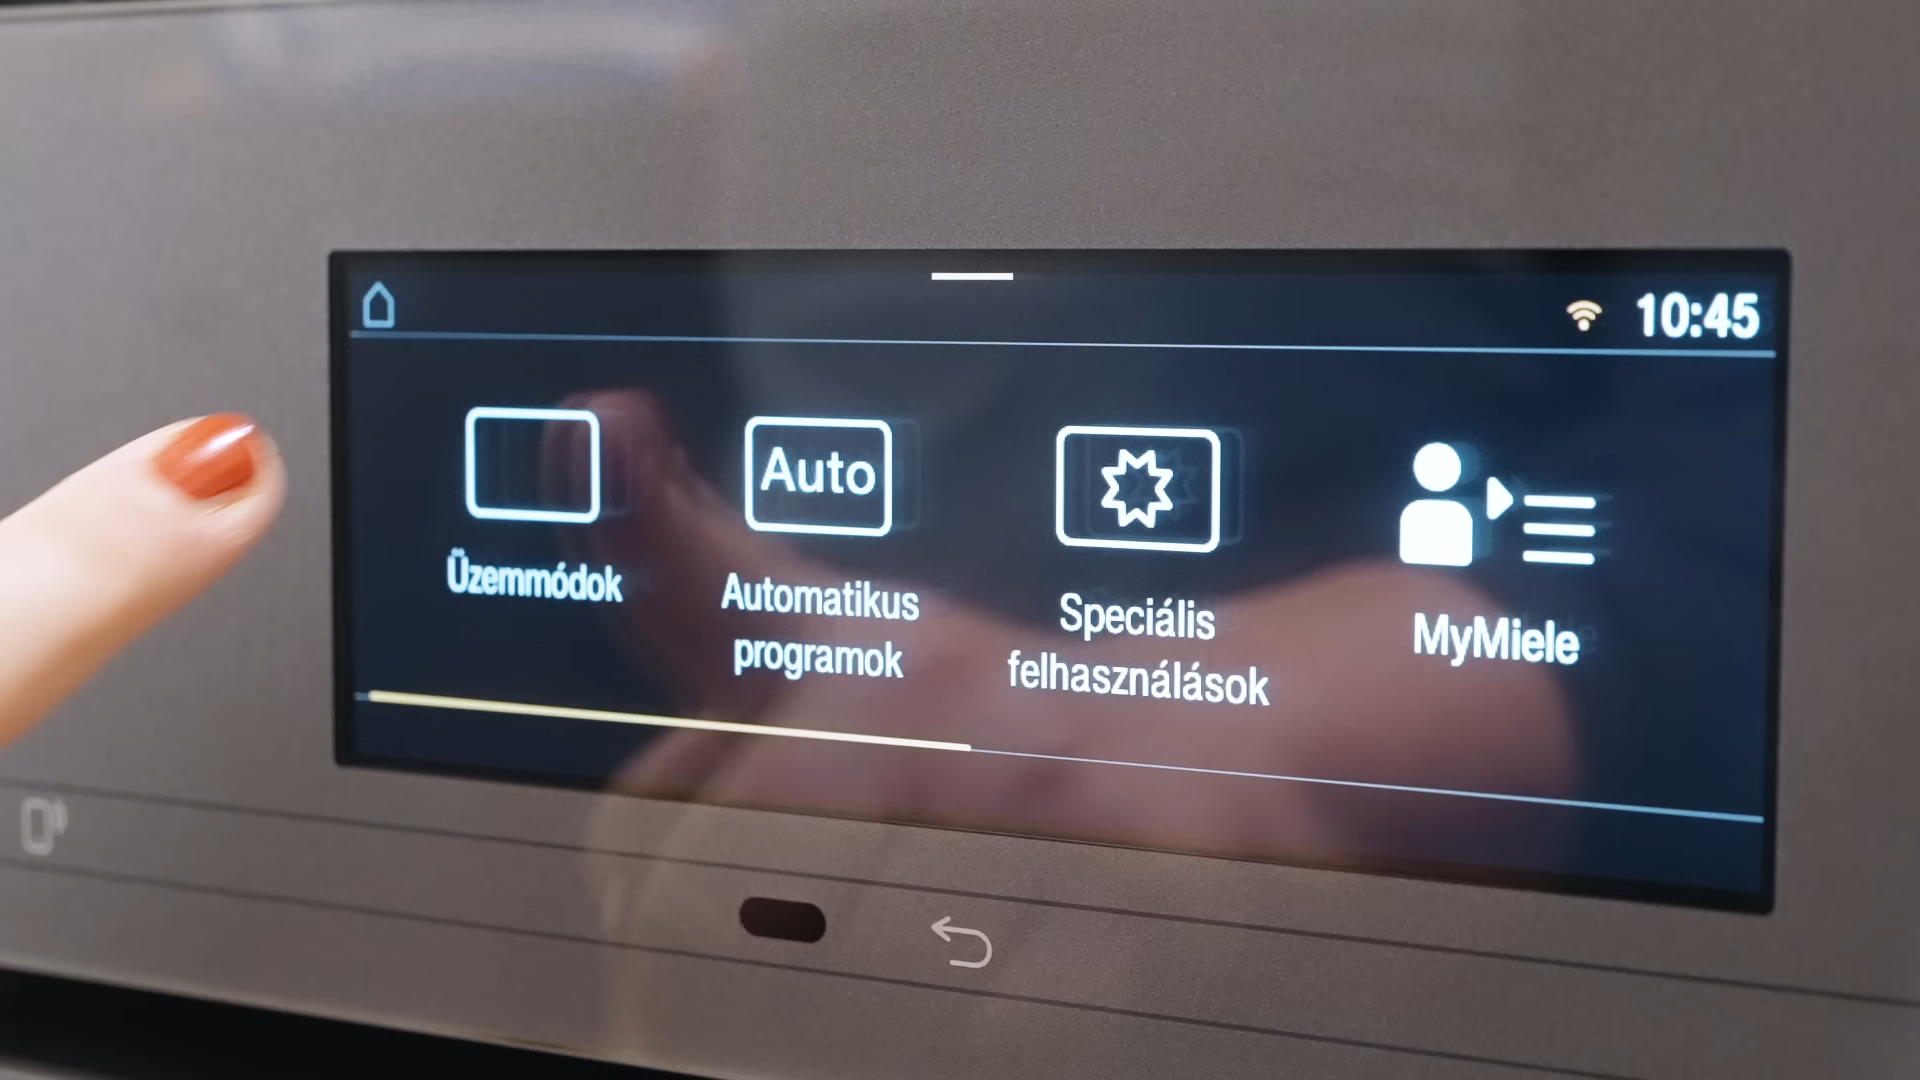 10:45
Auto
Üzemmódok
Automatikus
programok
Speciális
felhasználások
MyMiele